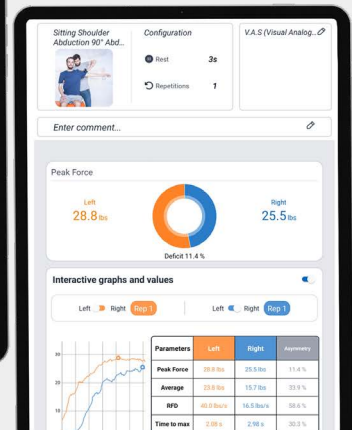 Sitting Shoulder
Abduction 90° Abd...
Configuration
Rest 3s
Repetitions 1
V.A.S (Visual Analog...
Enter comment...
Peak Force
Left
28.8 lbs
Right
25.5 lbs
Deficit 11.4 %
Interactive graphs and values
Left Right Rep 1
Left Right Rep 1
30
20
10
Parameters Left Right Asymmetry
Peak Force 28.8 lbs 25.5 lbs 11.4 %
Average 23.8 lbs 15.7 lbs 33.9 %
RFD 40.0 lbs/s 16.5 lbs/s 58.6 %
Time to max 2.08 s 2.98 s 30.3 %